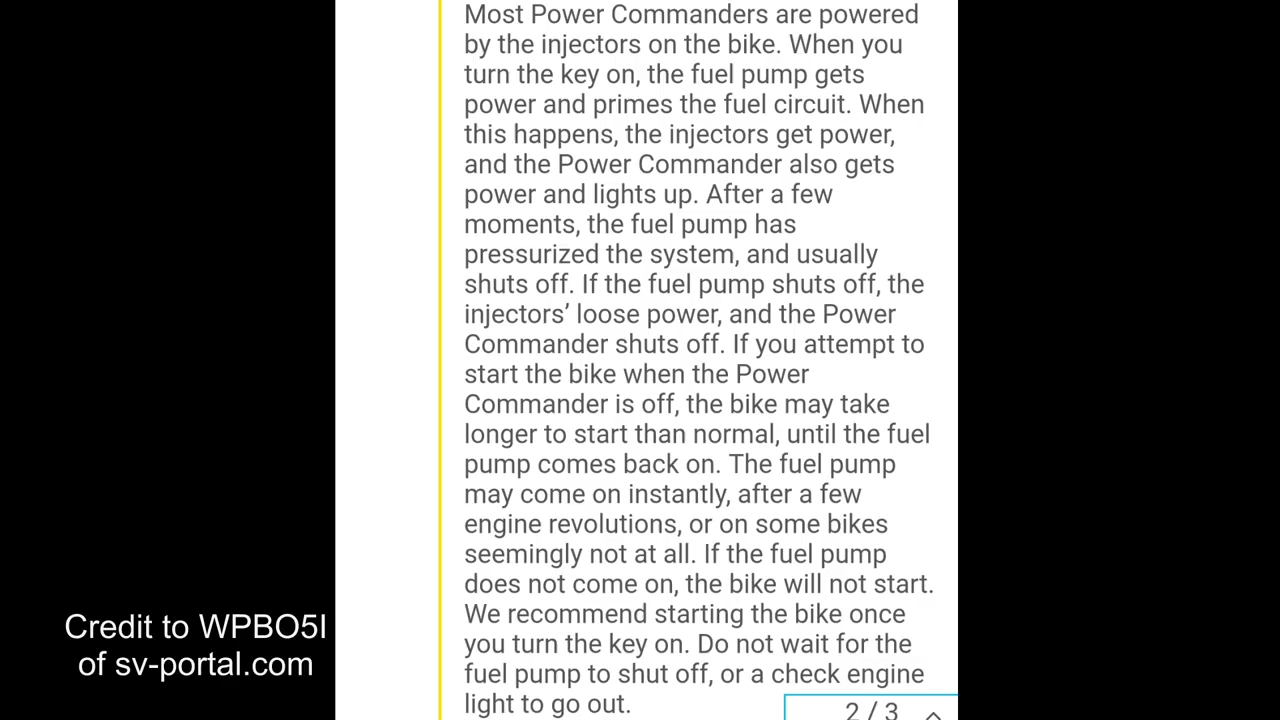 Most Power Commanders are powered
by the injectors on the bike. When you
turn the key on, the fuel pump gets
power and primes the fuel circuit. When
this happens, the injectors get power,
and the Power Commander also gets
power and lights up. After a few
moments, the fuel pump has
pressurized the system, and usually
shuts off. If the fuel pump shuts off, the
injectors’ loose power, and the Power
Commander shuts off. If you attempt to
start the bike when the Power
Commander is off, the bike may take
longer to start than normal, until the fuel
pump comes back on. The fuel pump
may come on instantly, after a few
engine revolutions, or on some bikes
seemingly not at all. If the fuel pump
does not come on, the bike will not start.
We recommend starting the bike once
you turn the key on. Do not wait for the
fuel pump to shut off, or a check engine
light to go out.
2 / 3
Credit to WPBO5I
of sv-portal.com